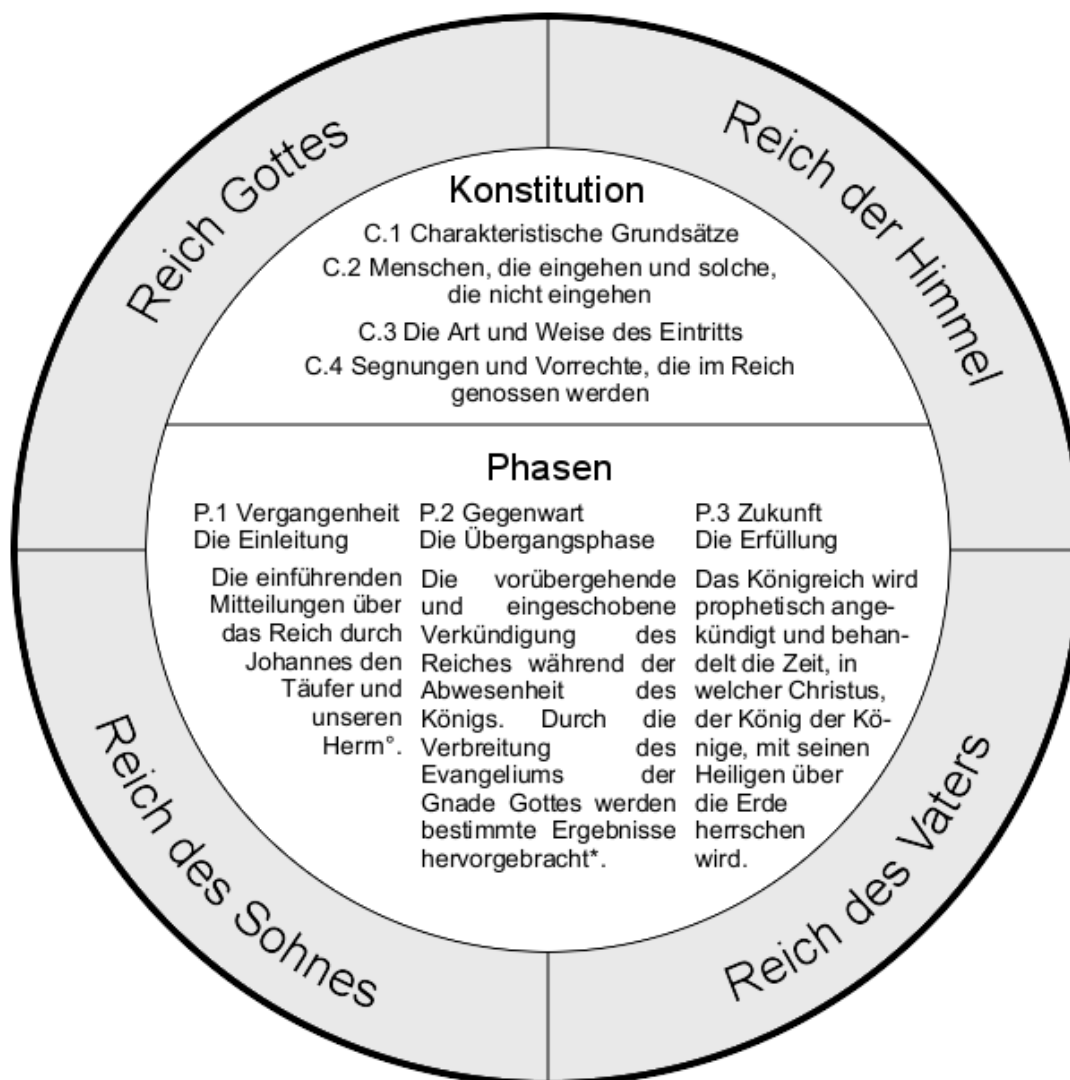 Reich Gottes
Reich der Himmel
Konstitution
C.1 Charakteristische Grundsätze
C.2 Menschen, die eingehen und solche,
die nicht eingehen
C.3 Die Art und Weise des Eintritts
C.4 Segnungen und Vorrechte, die im Reich
genossen werden
Phasen
P.1 Vergangenheit
Die Einleitung
Die einführenden
Mitteilungen über
das Reich durch
Johannes den
Täufer und
unseren
Herrn°.
P.2 Gegenwart
Die Übergangsphase
Die vorübergehende
und eingeschobene
Verkündigung des
Reiches während der
Abwesenheit des
Königs. Durch die
Verbreitung des
Evangeliums der
Gnade Gottes werden
bestimmte Ergebnisse
hervorgebracht*.
P.3 Zukunft
Die Erfüllung
Das Königreich wird
prophetisch ange-
kündigt und behan-
delt die Zeit, in
welcher Christus,
der König der Kö-
nige, mit seinen
Heiligen über
die Erde
herrschen
wird.
Reich des Sohnes
Reich des Vaters